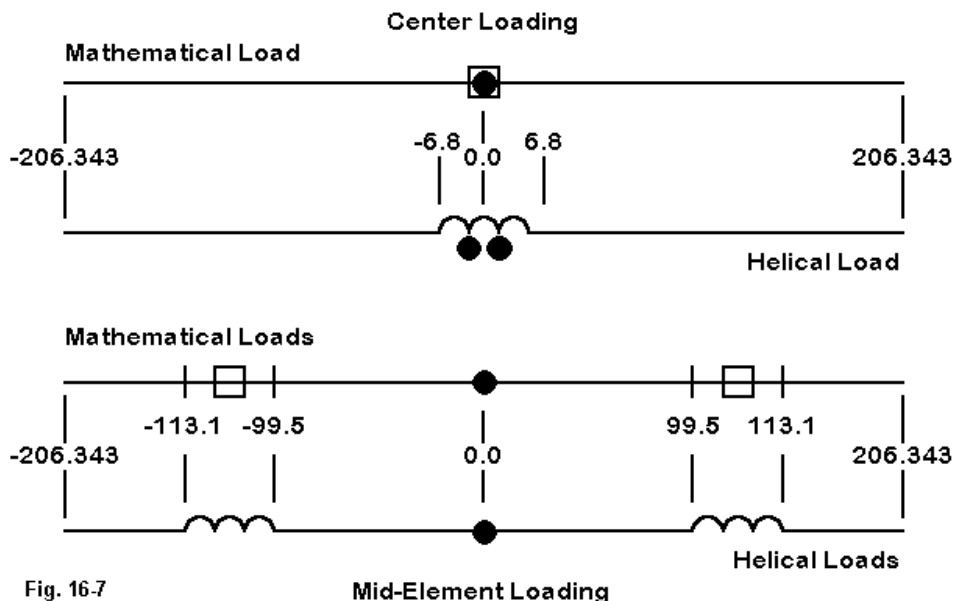 Center Loading
Mathematical Load
-6.8 6.8
-206.343 0.0 206.343
Helical Load
Mathematical Loads
-113.1 -99.5 99.5 113.1
-206.343 0.0 206.343
Helical Loads
Fig. 16-7 Mid-Element Loading